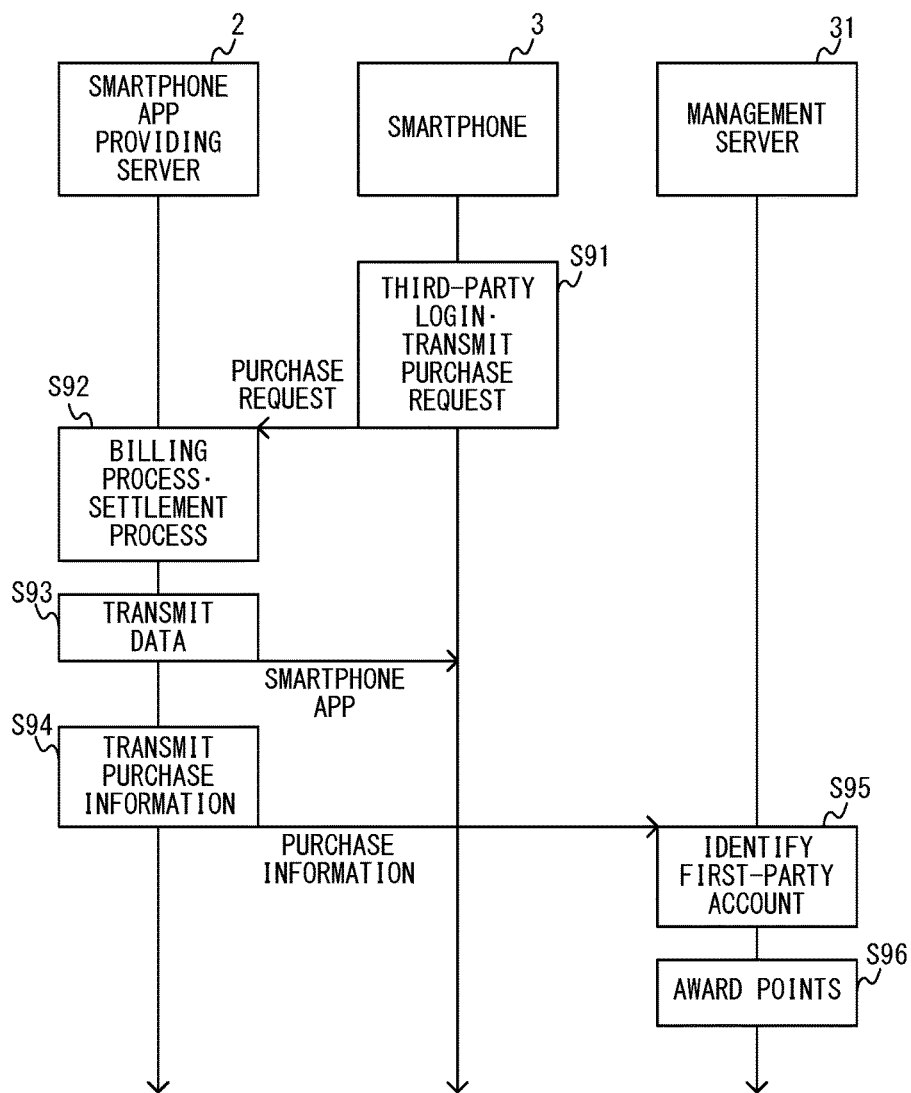 2
3
31
SMARTPHONE
APP
PROVIDING
SERVER
SMARTPHONE
MANAGEMENT
SERVER
S91
THIRD-PARTY
LOGIN·
TRANSMIT
PURCHASE
REQUEST
PURCHASE
REQUEST
S92
BILLING
PROCESS·
SETTLEMENT
PROCESS
S93
TRANSMIT
DATA
SMARTPHONE
APP
S94
TRANSMIT
PURCHASE
INFORMATION
PURCHASE
INFORMATION
S95
IDENTIFY
FIRST-PARTY
ACCOUNT
S96
AWARD POINTS